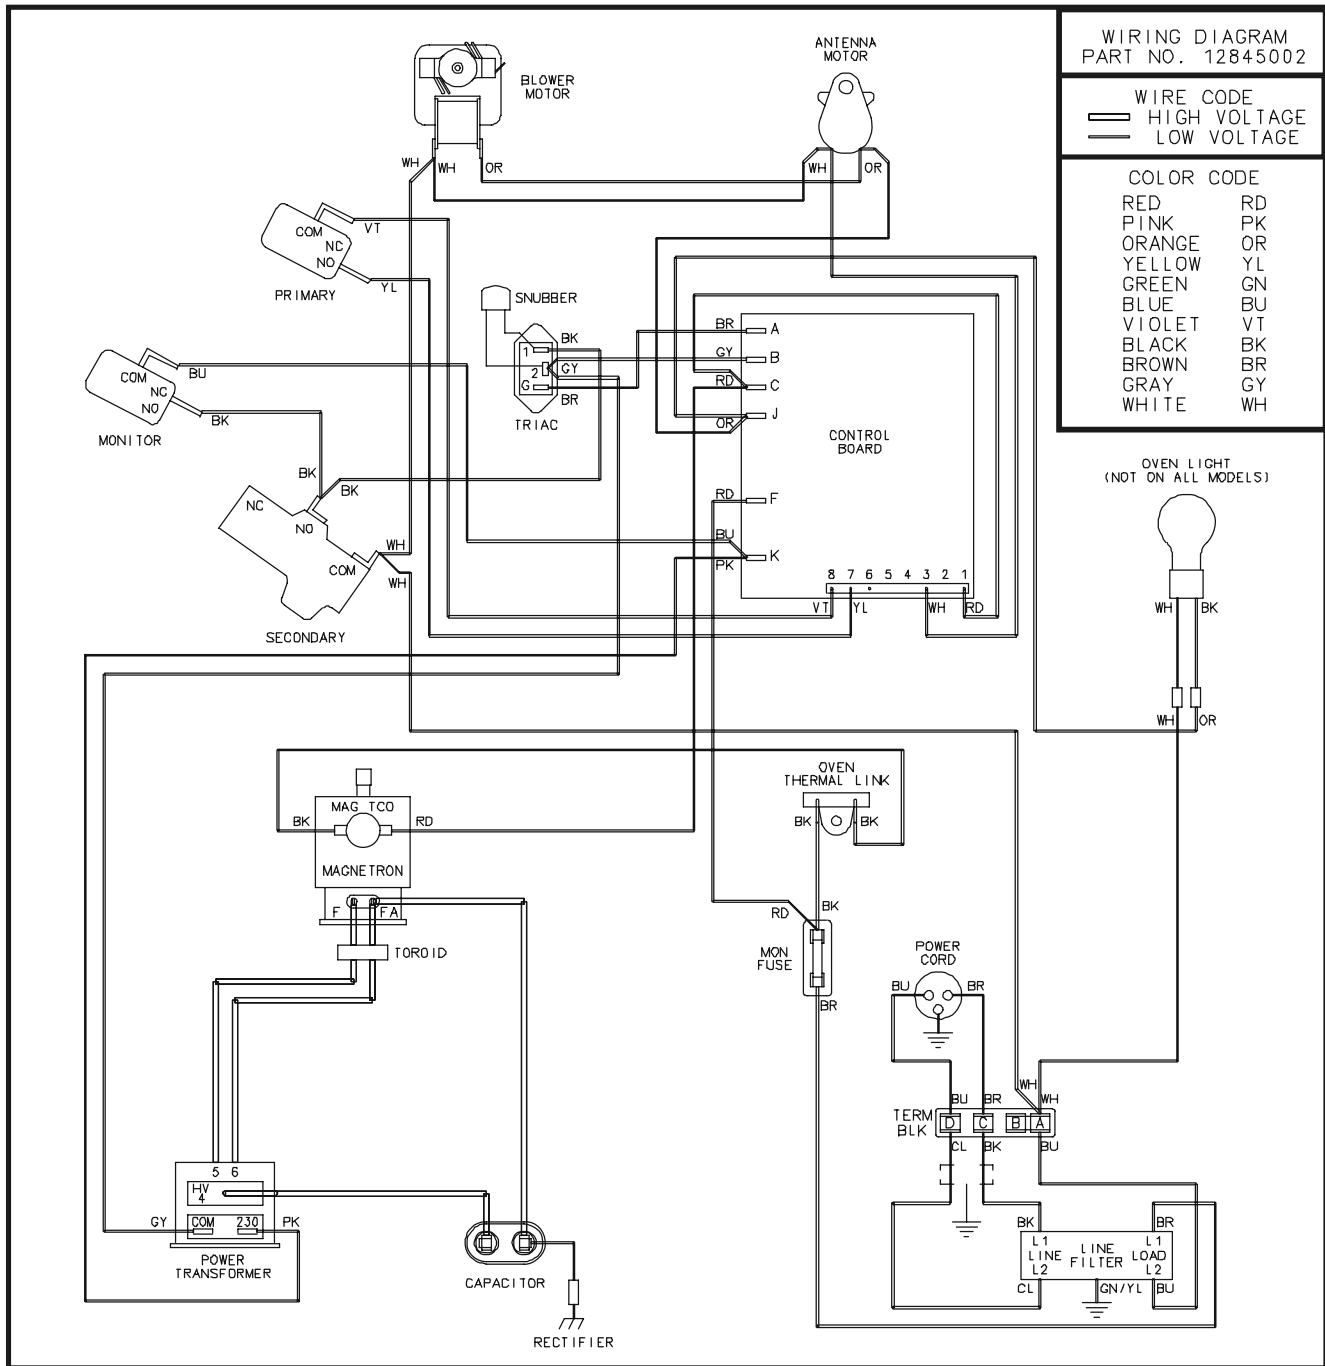 WIRING DIAGRAM
PART NO. 12845002
WIRE CODE
HIGH VOLTAGE
LOW VOLTAGE
COLOR CODE
RED RD
PINK PK
ORANGE OR
YELLOW YL
GREEN GN
BLUE BU
VIOLET VT
BLACK BK
BROWN BR
GRAY GY
WHITE WH
BLOWER
MOTOR
ANTENNA
MOTOR
WH WH OR
WH OR
COM
NC
NO
VT
YL
PRIMARY
SNUBBER
BK
1
2
GY
G
BR
TRIAC
COM
NC
NO
BU
BK
MONITOR
BK
BK
NC
NO
COM
WH
WH
SECONDARY
BR A
GY B
RD C
J
OR
CONTROL
BOARD
RD F
BU
K
PK
8 7 6 5 4 3 2 1
VT YL WH RD
OVEN LIGHT
(NOT ON ALL MODELS)
WH BK
WH OR
OVEN
THERMAL LINK
BK BK
MAG TCO
BK RD
MAGNETRON
F FA
TOROID
RD BK
MON
FUSE
BR
POWER
CORD
BU BR
WH
BU BR WH
TERM
BLK
D C B A
CL BK BU
5 6
HV
4
GY COM 230 PK
POWER
TRANSFORMER
CAPACITOR
RECTIFIER
BK BR
L1 L1
LINE LINE LOAD
FILTER
L2 L2
CL GN/YL BU